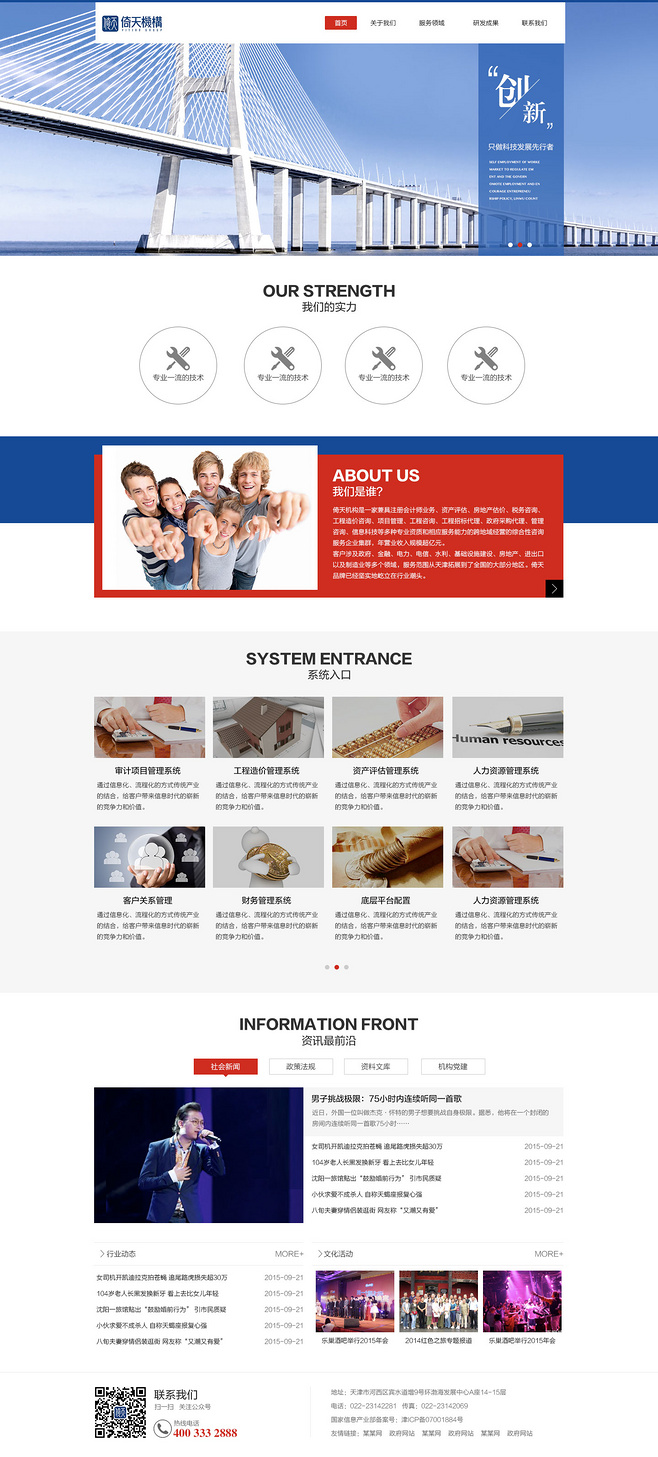 倚天機構
YITIAN GROUP
首页 关于我们 服务领域 研发成果 联系我们
“创新”
只做科技发展先行者
SELF EMPLOYMENT OF WORKE
MARKET TO REGULATE EM
ENT AND THE GOVERN
OMOTE EMPLOYMENT AND ES
COURAGE ENTREPRENEU
RSHIP POLICY, LIWAI COUNT
OUR STRENGTH
我们的实力
专业一流的技术 专业一流的技术 专业一流的技术 专业一流的技术
ABOUT US
我们是谁?
倚天机构是一家兼具注册会计师业务、资产评估、房地产估价、税务咨询、
工程造价咨询、项目管理、工程咨询、工程招标代理、政府采购代理、管理
咨询、信息科技等多种专业资质和相应服务能力的跨地域经营的综合性咨询
服务企业集群，年营业收入规模超亿元。
客户涉及政府、金融、电力、电信、水利、基础设施建设、房地产、进出口
以及制造业等多个领域，服务范围从天津拓展到了全国的大部分地区。倚天
品牌已经坚实地屹立在行业潮头。
SYSTEM ENTRANCE
系统入口
Human resources
审计项目管理系统 工程造价管理系统 资产评估管理系统 人力资源管理系统
通过信息化、流程化的方式传统产业 通过信息化、流程化的方式传统产业 通过信息化、流程化的方式传统产业 通过信息化、流程化的方式传统产业
的结合，给客户带来信息时代的崭新 的结合，给客户带来信息时代的崭新 的结合，给客户带来信息时代的崭新 的结合，给客户带来信息时代的崭新
的竞争力和价值。 的竞争力和价值。 的竞争力和价值。 的竞争力和价值。
客户关系管理 财务管理系统 底层平台配置 人力资源管理系统
通过信息化、流程化的方式传统产业 通过信息化、流程化的方式传统产业 通过信息化、流程化的方式传统产业 通过信息化、流程化的方式传统产业
的结合，给客户带来信息时代的崭新 的结合，给客户带来信息时代的崭新 的结合，给客户带来信息时代的崭新 的结合，给客户带来信息时代的崭新
的竞争力和价值。 的竞争力和价值。 的竞争力和价值。 的竞争力和价值。
INFORMATION FRONT
资讯最前沿
社会新闻 政策法规 资料文库 机构党建
男子挑战极限：75小时内连续听同一首歌
近日，外国一位叫做杰克·怀特的男子想要挑战自身极限。据悉，他将在一个封闭的
房间内连续听同一首歌75小时……
女司机开凯迪拉克拍苍蝇 追尾路虎损失超30万 2015-09-21
104岁老人长黑发换新牙 看上去比女儿年轻 2015-09-21
沈阳一旅馆贴出“鼓励婚前行为” 引市民质疑 2015-09-21
小伙求爱不成杀人 自称天蝎座报复心强 2015-09-21
八旬夫妻穿情侣装逛街 网友称“又潮又有爱” 2015-09-21
行业动态 MORE+
女司机开凯迪拉克拍苍蝇 追尾路虎损失超30万 2015-09-21
104岁老人长黑发换新牙 看上去比女儿年轻 2015-09-21
沈阳一旅馆贴出“鼓励婚前行为” 引市民质疑 2015-09-21
小伙求爱不成杀人 自称天蝎座报复心强 2015-09-21
八旬夫妻穿情侣装逛街 网友称“又潮又有爱” 2015-09-21
文化活动 MORE+
乐巢酒吧举行2015年会 2014红色之旅专题报道 乐巢酒吧举行2015年会
联系我们
扫一扫 关注公众号
热线电话
400 333 2888
地址：天津市河西区宾水道增9号环渤海发展中心A座14-15层
电话：022-23142281 传真：022-23142069
国家信息产业部备案号：津ICP备07001884号
友情链接：某某网 政府网站 某某网 政府网站 某某网 政府网站